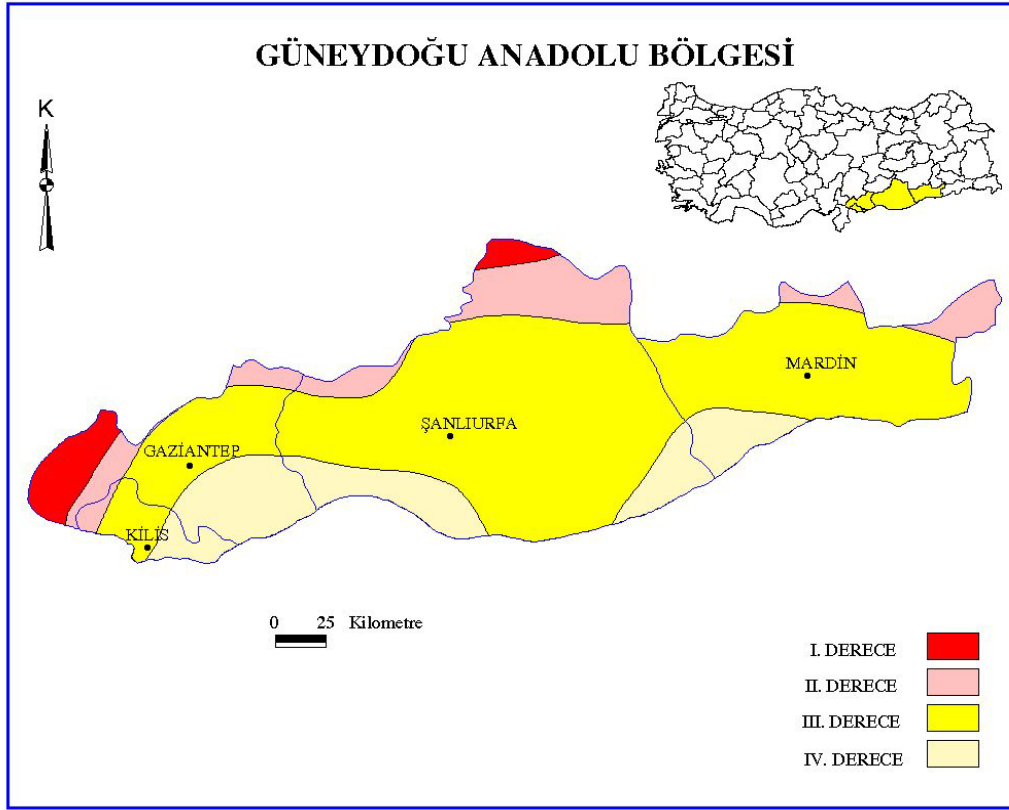 GÜNEYDOĞU ANADOLU BÖLGESİ
K
MARDİN
ŞANLIURFA
GAZİANTEP
KİLİS
0 25 Kilometre
I. DERECE
II. DERECE
III. DERECE
IV. DERECE